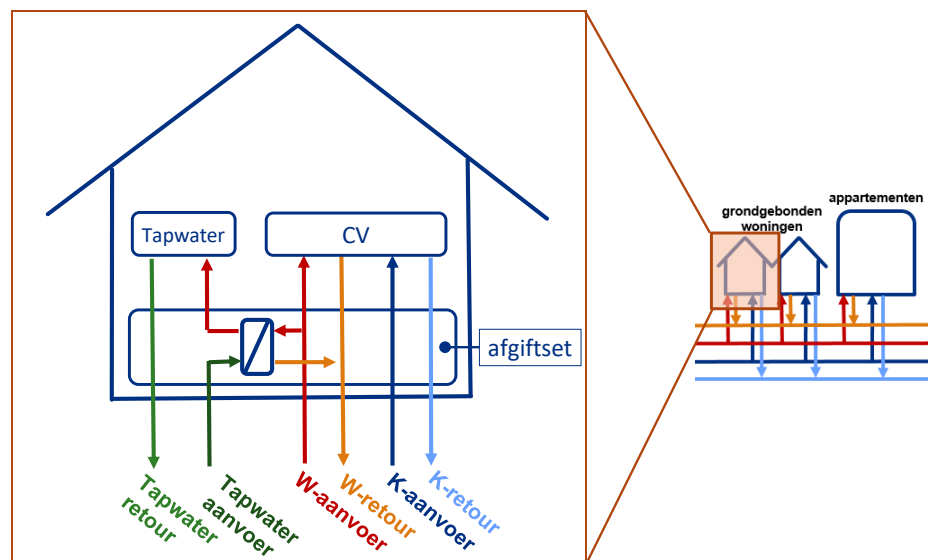 Tapwater
CV
afgiftset
Tapwater
retour
Tapwater
aanvoer
W-aanvoer
W-retour
K-aanvoer
K-retour
appartementen
grondgebonden
woningen